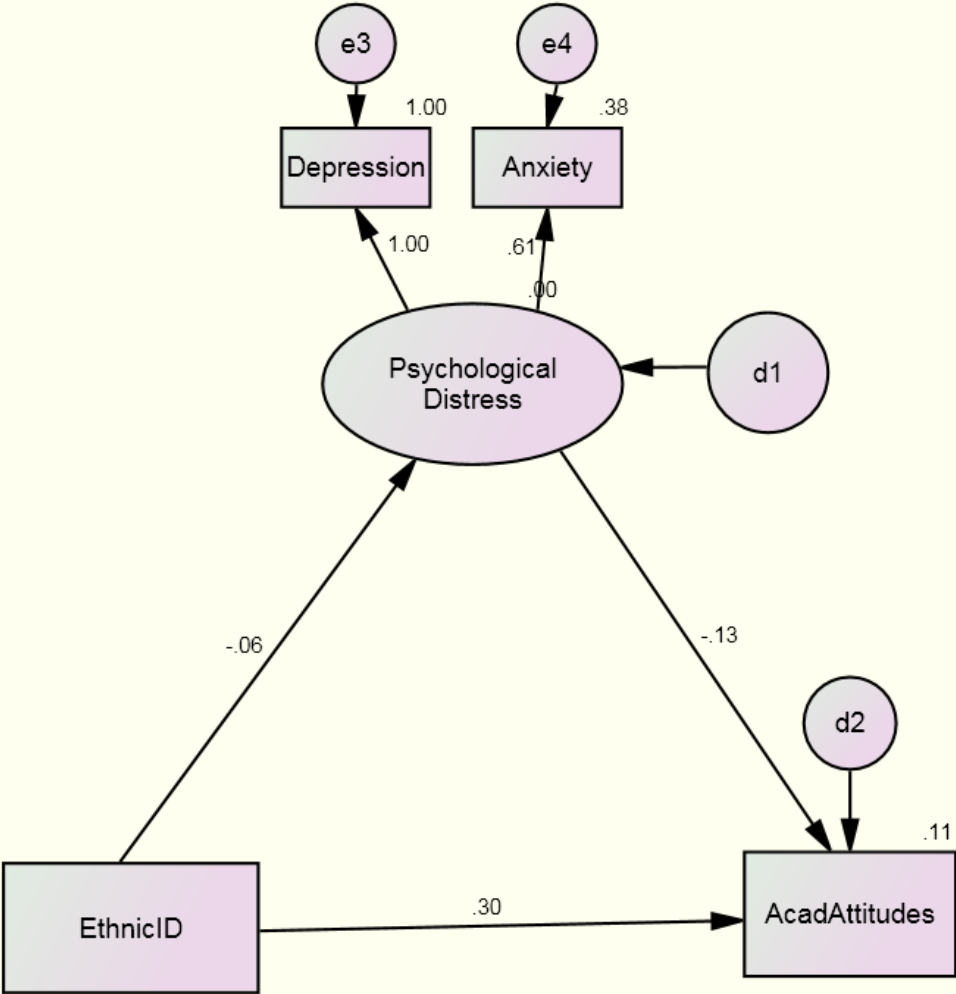 e3
e4
1.00
.38
Depression
Anxiety
1.00
.61
.00
Psychological
Distress
d1
-.06
-.13
d2
.11
.30
EthnicID
AcadAttitudes